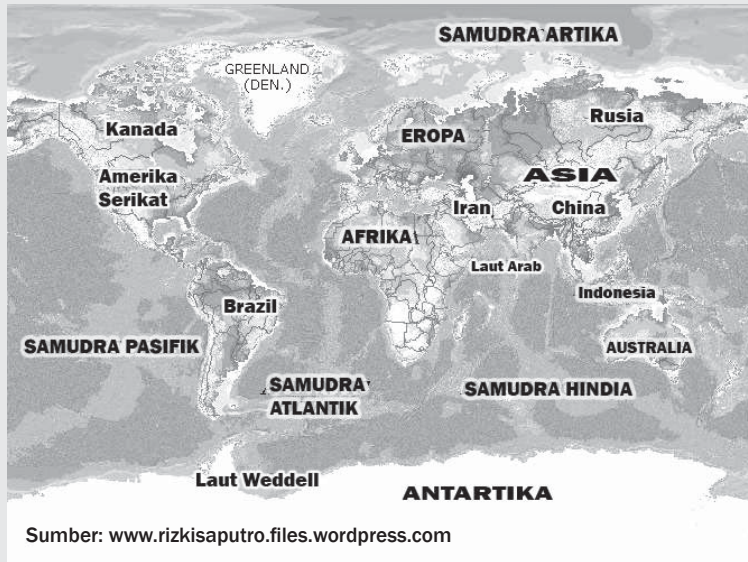 SAMUDRA ARTIKA
GREENLAND
(DEN.)
Kanada
EROPA
Rusia
Amerika
Serikat
ASIA
Iran
China
AFRIKA
Laut Arab
Indonesia
Brazil
SAMUDRA PASIFIK
AUSTRALIA
SAMUDRA
ATLANTIK
SAMUDRA HINDIA
Laut Weddell
ANTARTIKA
Sumber: www.rizkisaputro.files.wordpress.com